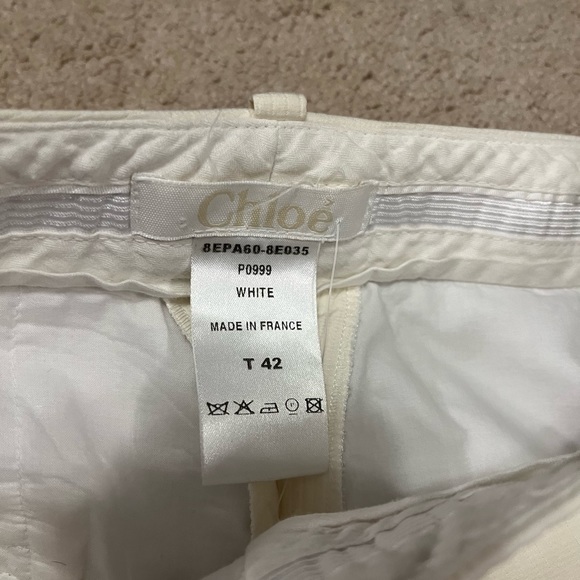 Chloé
8EPA60-8E035
P0999
WHITE
MADE IN FRANCE
T 42